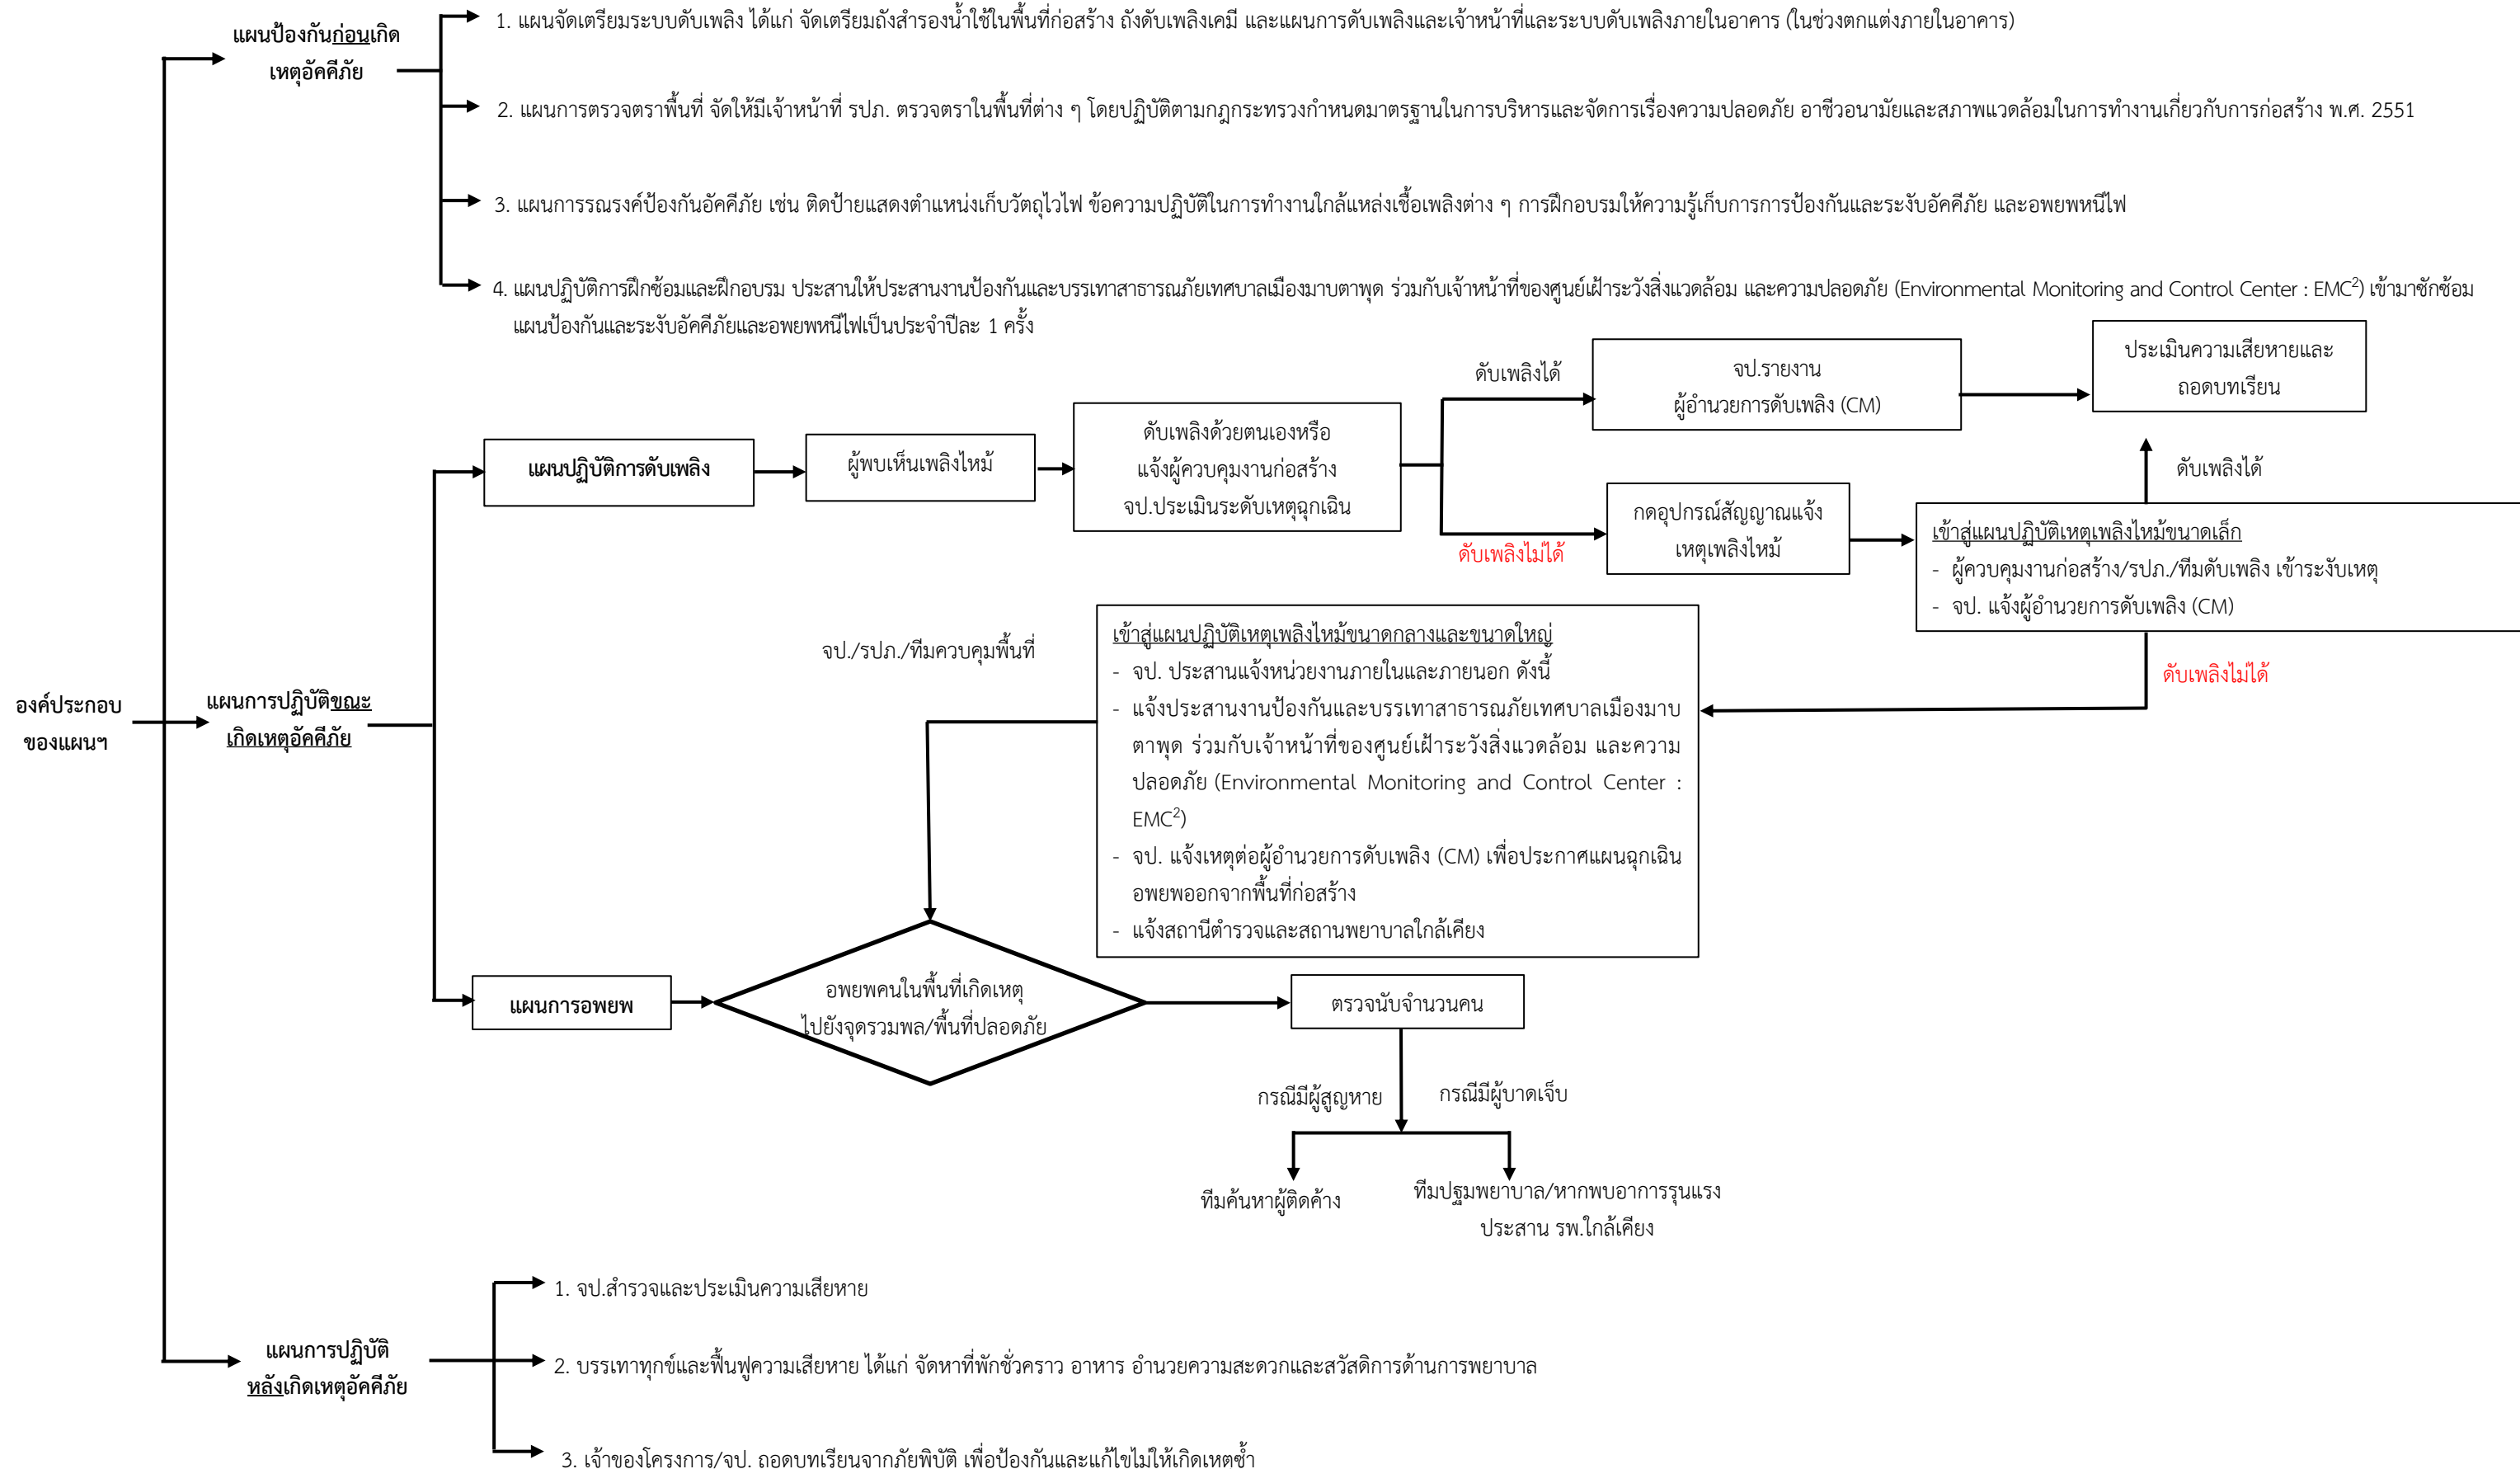 แผนป้องกันก่อนเกิด
เหตุอัคคีภัย
1. แผนจัดเตรียมระบบดับเพลิง ได้แก่ จัดเตรียมถังสำรองน้ำใช้ในพื้นที่ก่อสร้าง ถังดับเพลิงเคมี และแผนการดับเพลิงและเจ้าหน้าที่และระบบดับเพลิงภายในอาคาร (ในช่วงตกแต่งภายในอาคาร)
2. แผนการตรวจตราพื้นที่ จัดให้มีเจ้าหน้าที่ รปภ. ตรวจตราในพื้นที่ต่าง ๆ โดยปฏิบัติตามกฎกระทรวงกำหนดมาตรฐานในการบริหารและจัดการเรื่องความปลอดภัย อาชีวอนามัยและสภาพแวดล้อมในการทำงานเกี่ยวกับการก่อสร้าง พ.ศ. 2551
3. แผนการรณรงค์ป้องกันอัคคีภัย เช่น ติดป้ายแสดงตำแหน่งเก็บวัตถุไวไฟ ข้อความปฏิบัติในการทำงานใกล้แหล่งเชื้อเพลิงต่าง ๆ การฝึกอบรมให้ความรู้เก็บการการป้องกันและระงับอัคคีภัย และอพยพหนีไฟ
4. แผนปฏิบัติการฝึกซ้อมและฝึกอบรม ประสานให้ประสานงานป้องกันและบรรเทาสาธารณภัยเทศบาลเมืองมาบตาพุด ร่วมกับเจ้าหน้าที่ของศูนย์เฝ้าระวังสิ่งแวดล้อม และความปลอดภัย (Environmental Monitoring and Control Center : EMC²) เข้ามาซักซ้อม
แผนป้องกันและระงับอัคคีภัยและอพยพหนีไฟเป็นประจำปีละ 1 ครั้ง
องค์ประกอบ
ของแผนฯ
แผนการปฏิบัติขณะ
เกิดเหตุอัคคีภัย
แผนปฏิบัติการดับเพลิง
ผู้พบเห็นเพลิงไหม้
ดับเพลิงด้วยตนเองหรือ
แจ้งผู้ควบคุมงานก่อสร้าง
จป.ประเมินระดับเหตุฉุกเฉิน
ดับเพลิงได้
จป.รายงาน
ผู้อำนวยการดับเพลิง (CM)
ประเมินความเสียหายและ
ถอดบทเรียน
ดับเพลิงไม่ได้
กดอุปกรณ์สัญญาณแจ้ง
เหตุเพลิงไหม้
ดับเพลิงได้
เข้าสู่แผนปฏิบัติเหตุเพลิงไหม้ขนาดเล็ก
- ผู้ควบคุมงานก่อสร้าง/รปภ./ทีมดับเพลิง เข้าระงับเหตุ
- จป. แจ้งผู้อำนวยการดับเพลิง (CM)
ดับเพลิงไม่ได้
จป./รปภ./ทีมควบคุมพื้นที่
เข้าสู่แผนปฏิบัติเหตุเพลิงไหม้ขนาดกลางและขนาดใหญ่
- จป. ประสานแจ้งหน่วยงานภายในและภายนอก ดังนี้
- แจ้งประสานงานป้องกันและบรรเทาสาธารณภัยเทศบาลเมืองมาบ
ตาพุด ร่วมกับเจ้าหน้าที่ของศูนย์เฝ้าระวังสิ่งแวดล้อม และความ
ปลอดภัย (Environmental Monitoring and Control Center :
EMC²)
- จป. แจ้งเหตุต่อผู้อำนวยการดับเพลิง (CM) เพื่อประกาศแผนฉุกเฉิน
อพยพออกจากพื้นที่ก่อสร้าง
- แจ้งสถานีตำรวจและสถานพยาบาลใกล้เคียง
แผนการอพยพ
อพยพคนในพื้นที่เกิดเหตุ
ไปยังจุดรวมพล/พื้นที่ปลอดภัย
ตรวจนับจำนวนคน
กรณีมีผู้สูญหาย
กรณีมีผู้บาดเจ็บ
ทีมค้นหาผู้ติดค้าง
ทีมปฐมพยาบาล/หากพบอาการรุนแรง
ประสาน รพ.ใกล้เคียง
แผนการปฏิบัติ
หลังเกิดเหตุอัคคีภัย
1. จป.สำรวจและประเมินความเสียหาย
2. บรรเทาทุกข์และฟื้นฟูความเสียหาย ได้แก่ จัดหาที่พักชั่วคราว อาหาร อำนวยความสะดวกและสวัสดิการด้านการพยาบาล
3. เจ้าของโครงการ/จป. ถอดบทเรียนจากภัยพิบัติ เพื่อป้องกันและแก้ไขไม่ให้เกิดเหตุซ้ำ